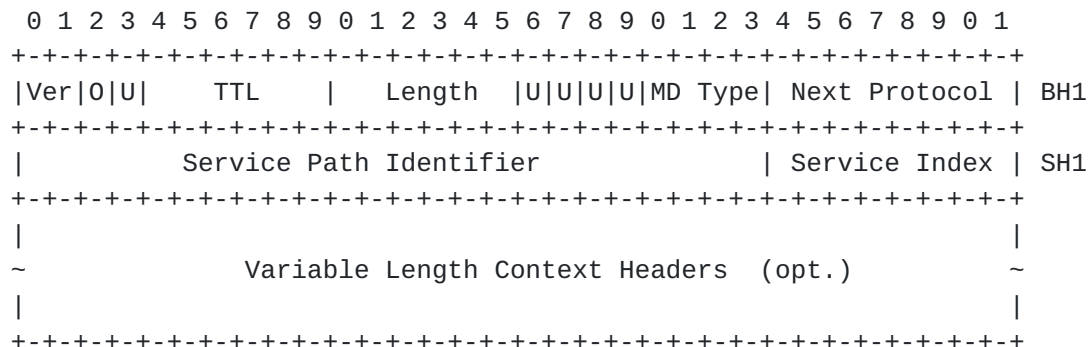 0 1 2 3 4 5 6 7 8 9 0 1 2 3 4 5 6 7 8 9 0 1 2 3 4 5 6 7 8 9 0 1
+-+-+-+-+-+-+-+-+-+-+-+-+-+-+-+-+-+-+-+-+-+-+-+-+-+-+-+-+-+-+-+-+
|Ver|O|U|    TTL    |   Length  |U|U|U|U|MD Type| Next Protocol | BH1
+-+-+-+-+-+-+-+-+-+-+-+-+-+-+-+-+-+-+-+-+-+-+-+-+-+-+-+-+-+-+-+-+
|          Service Path Identifier              | Service Index | SH1
+-+-+-+-+-+-+-+-+-+-+-+-+-+-+-+-+-+-+-+-+-+-+-+-+-+-+-+-+-+-+-+-+
|                                                               |
~              Variable Length Context Headers  (opt.)          ~
|                                                               |
+-+-+-+-+-+-+-+-+-+-+-+-+-+-+-+-+-+-+-+-+-+-+-+-+-+-+-+-+-+-+-+-+